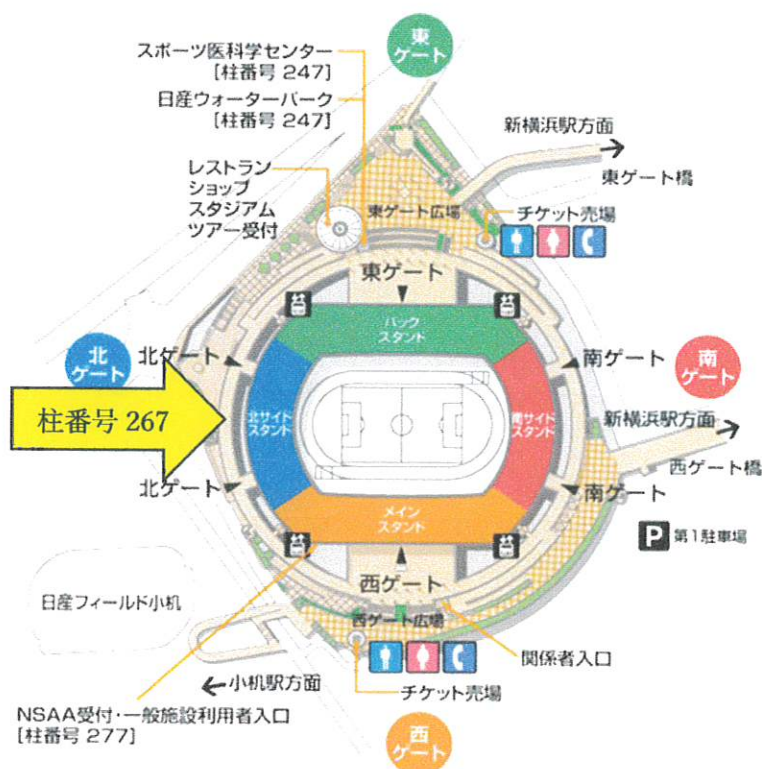 東
ゲート
スポーツ医科学センター
[柱番号 247]
日産ウォーターパーク
[柱番号 247]
新横浜駅方面
東ゲート橋
レストラン
ショップ
スタジアム
ツアー受付
東ゲート広場
チケット売場
東ゲート
バック
スタンド
北
ゲート
北ゲート
南ゲート
南
ゲート
柱番号 267
北サイド
スタンド
南サイド
スタンド
新横浜駅方面
西ゲート橋
北ゲート
南ゲート
メイン
スタンド
P 第1駐車場
西ゲート
日産フィールド小机
西ゲート広場
関係者入口
小机駅方面
チケット売場
NSAA受付・一般施設利用者入口
[柱番号 277]
西
ゲート